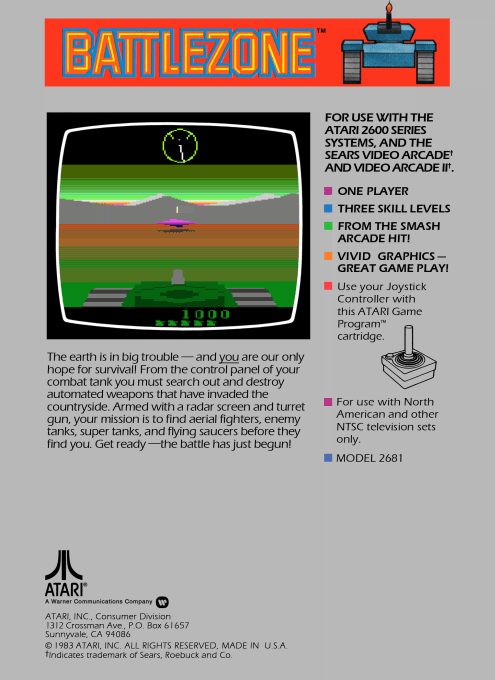 BATTLEZONE™
FOR USE WITH THE
ATARI 2600 SERIES
SYSTEMS, AND THE
SEARS VIDEO ARCADE†
AND VIDEO ARCADE II†.
ONE PLAYER
THREE SKILL LEVELS
FROM THE SMASH
ARCADE HIT!
VIVID GRAPHICS —
GREAT GAME PLAY!
Use your Joystick
Controller with
this ATARI Game
Program™
cartridge.
For use with North
American and other
NTSC television sets
only.
MODEL 2681
1000
The earth is in big trouble — and you are our only
hope for survival! From the control panel of your
combat tank you must search out and destroy
automated weapons that have invaded the
countryside. Armed with a radar screen and turret
gun, your mission is to find aerial fighters, enemy
tanks, super tanks, and flying saucers before they
find you. Get ready —the battle has just begun!
ATARI®
A Warner Communications Company
ATARI, INC., Consumer Division
1312 Crossman Ave., P.O. Box 61657
Sunnyvale, CA 94086
© 1983 ATARI, INC. ALL RIGHTS RESERVED, MADE IN U.S.A.
†Indicates trademark of Sears, Roebuck and Co.